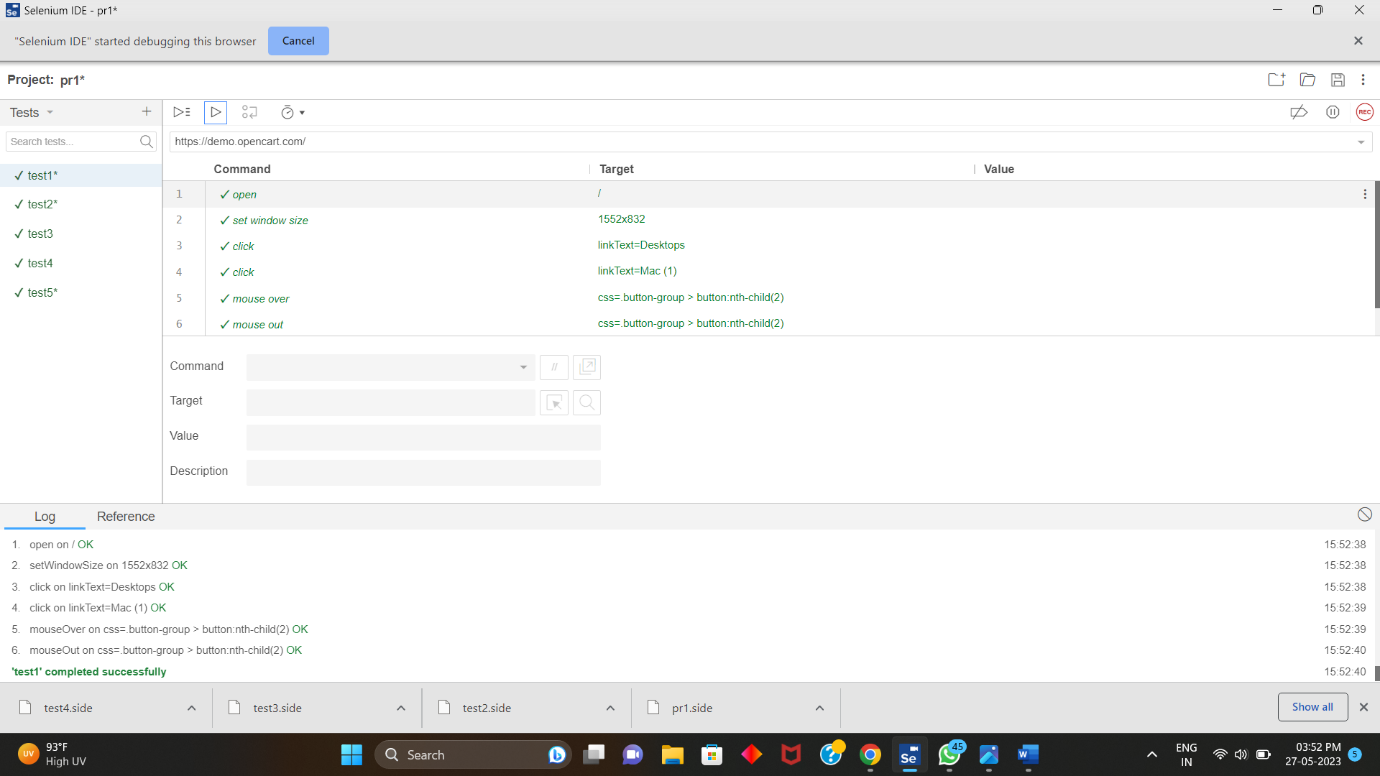 Selenium IDE - pr1*
"Selenium IDE" started debugging this browser Cancel
Project: pr1*
Tests
Search tests...
https://demo.opencart.com/
REC
Command Target Value
✓ test1*
✓ test2*
✓ test3
✓ test4
✓ test5*
1 ✓ open /
2 ✓ set window size 1552x832
3 ✓ click linkText=Desktops
4 ✓ click linkText=Mac (1)
5 ✓ mouse over css=.button-group > button:nth-child(2)
6 ✓ mouse out css=.button-group > button:nth-child(2)
Command //
Target
Value
Description
Log Reference
1. open on / OK 15:52:38
2. setWindowSize on 1552x832 OK 15:52:38
3. click on linkText=Desktops OK 15:52:38
4. click on linkText=Mac (1) OK 15:52:39
5. mouseOver on css=.button-group > button:nth-child(2) OK 15:52:39
6. mouseOut on css=.button-group > button:nth-child(2) OK 15:52:40
'test1' completed successfully 15:52:40
test4.side test3.side test2.side pr1.side Show all
UV 93°F
High UV
Search
Se
45
W
ENG
IN
03:52 PM
27-05-2023
5